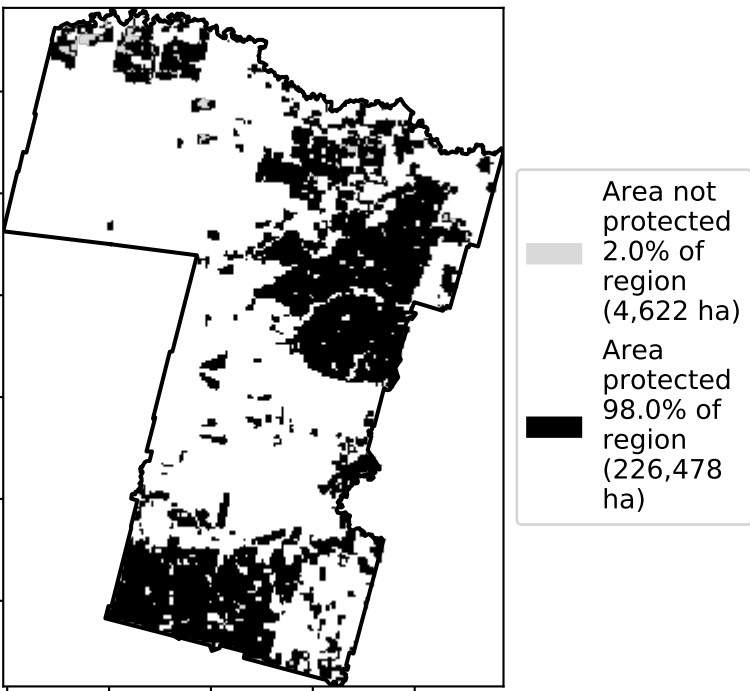 Area not
protected
2.0% of
region
(4,622 ha)
Area
protected
98.0% of
region
(226,478
ha)